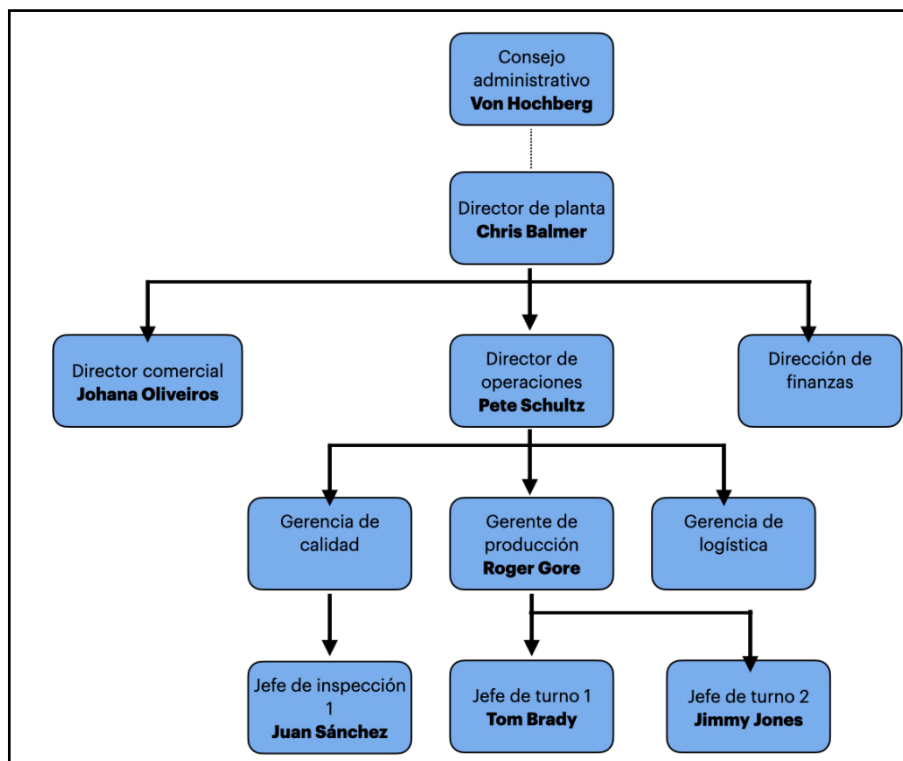 Consejo
administrativo
Von Hochberg
Director de planta
Chris Balmer
Director comercial
Johana Oliveiros
Director de
operaciones
Pete Schultz
Dirección de
finanzas
Gerencia de
calidad
Gerente de
producción
Roger Gore
Gerencia de
logística
Jefe de inspección
1
Juan Sánchez
Jefe de turno 1
Tom Brady
Jefe de turno 2
Jimmy Jones